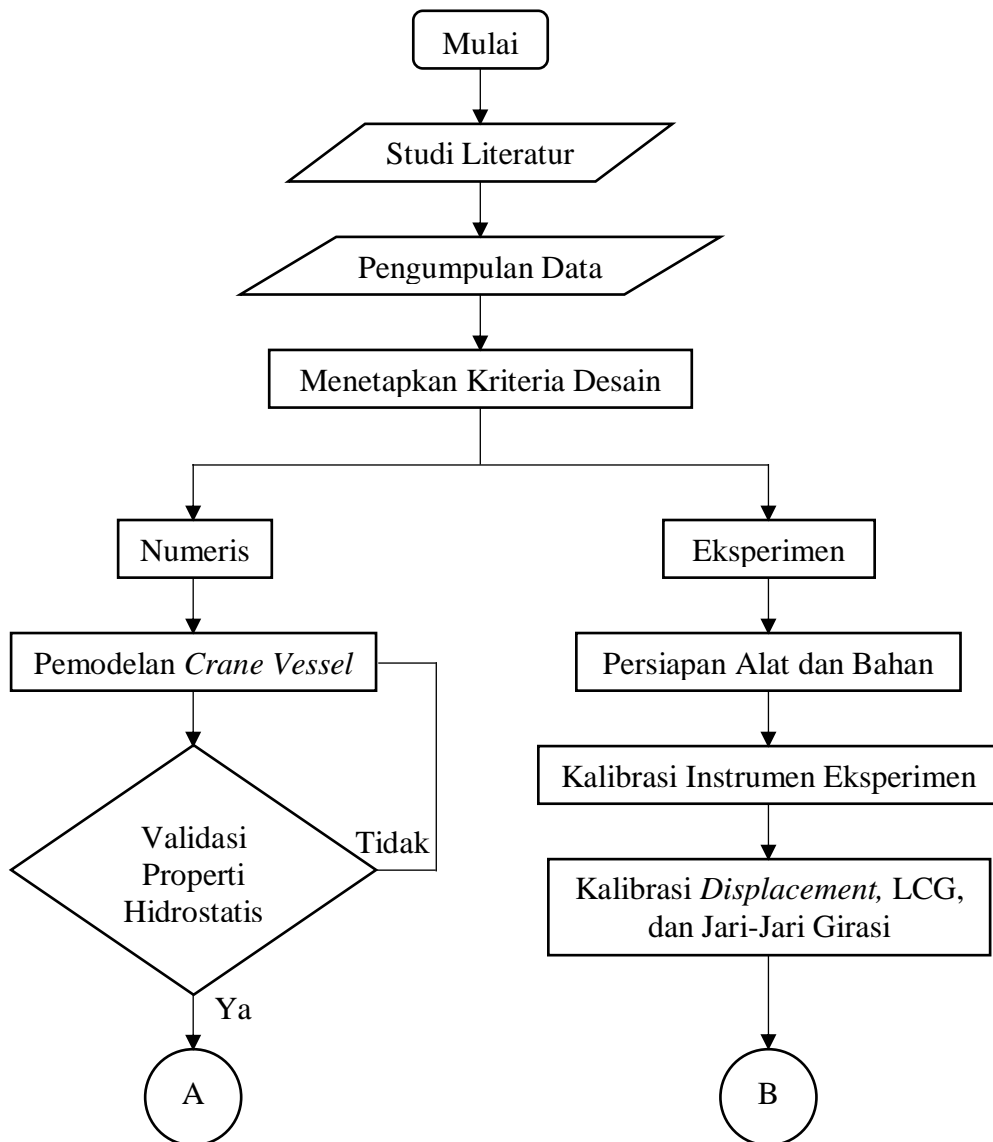 Mulai
Studi Literatur
Pengumpulan Data
Menetapkan Kriteria Desain
Numeris
Pemodelan Crane Vessel
Validasi
Properti
Hidrostatis
Tidak
Ya
A
Eksperimen
Persiapan Alat dan Bahan
Kalibrasi Instrumen Eksperimen
Kalibrasi Displacement, LCG,
dan Jari-Jari Girasi
B